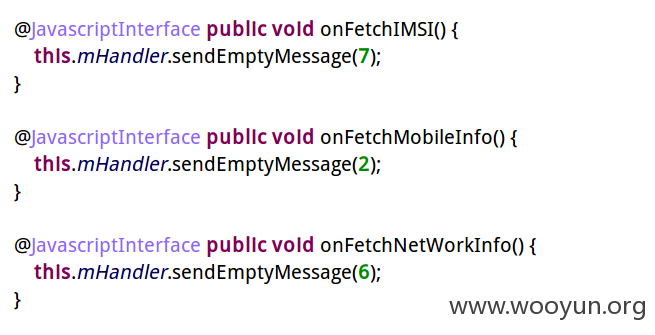 @JavascriptInterface public void onFetchIMSI() {
this.mHandler.sendEmptyMessage(7);
}
@JavascriptInterface public void onFetchMobileInfo() {
this.mHandler.sendEmptyMessage(2);
}
@JavascriptInterface public void onFetchNetWorkInfo() {
this.mHandler.sendEmptyMessage(6);
}
www.wooyun.org